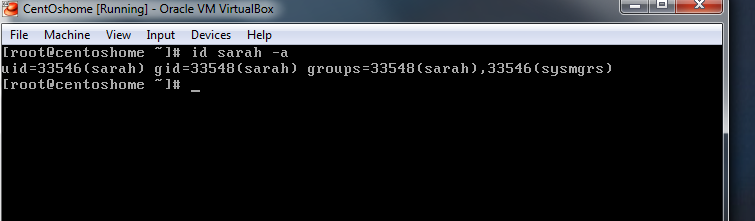 CentOshome [Running] - Oracle VM VirtualBox
File Machine View Input Devices Help
[root@centoshome ~]# id sarah -a
uid=33546(sarah) gid=33548(sarah) groups=33548(sarah),33546(sysmgrs)
[root@centoshome ~]# _